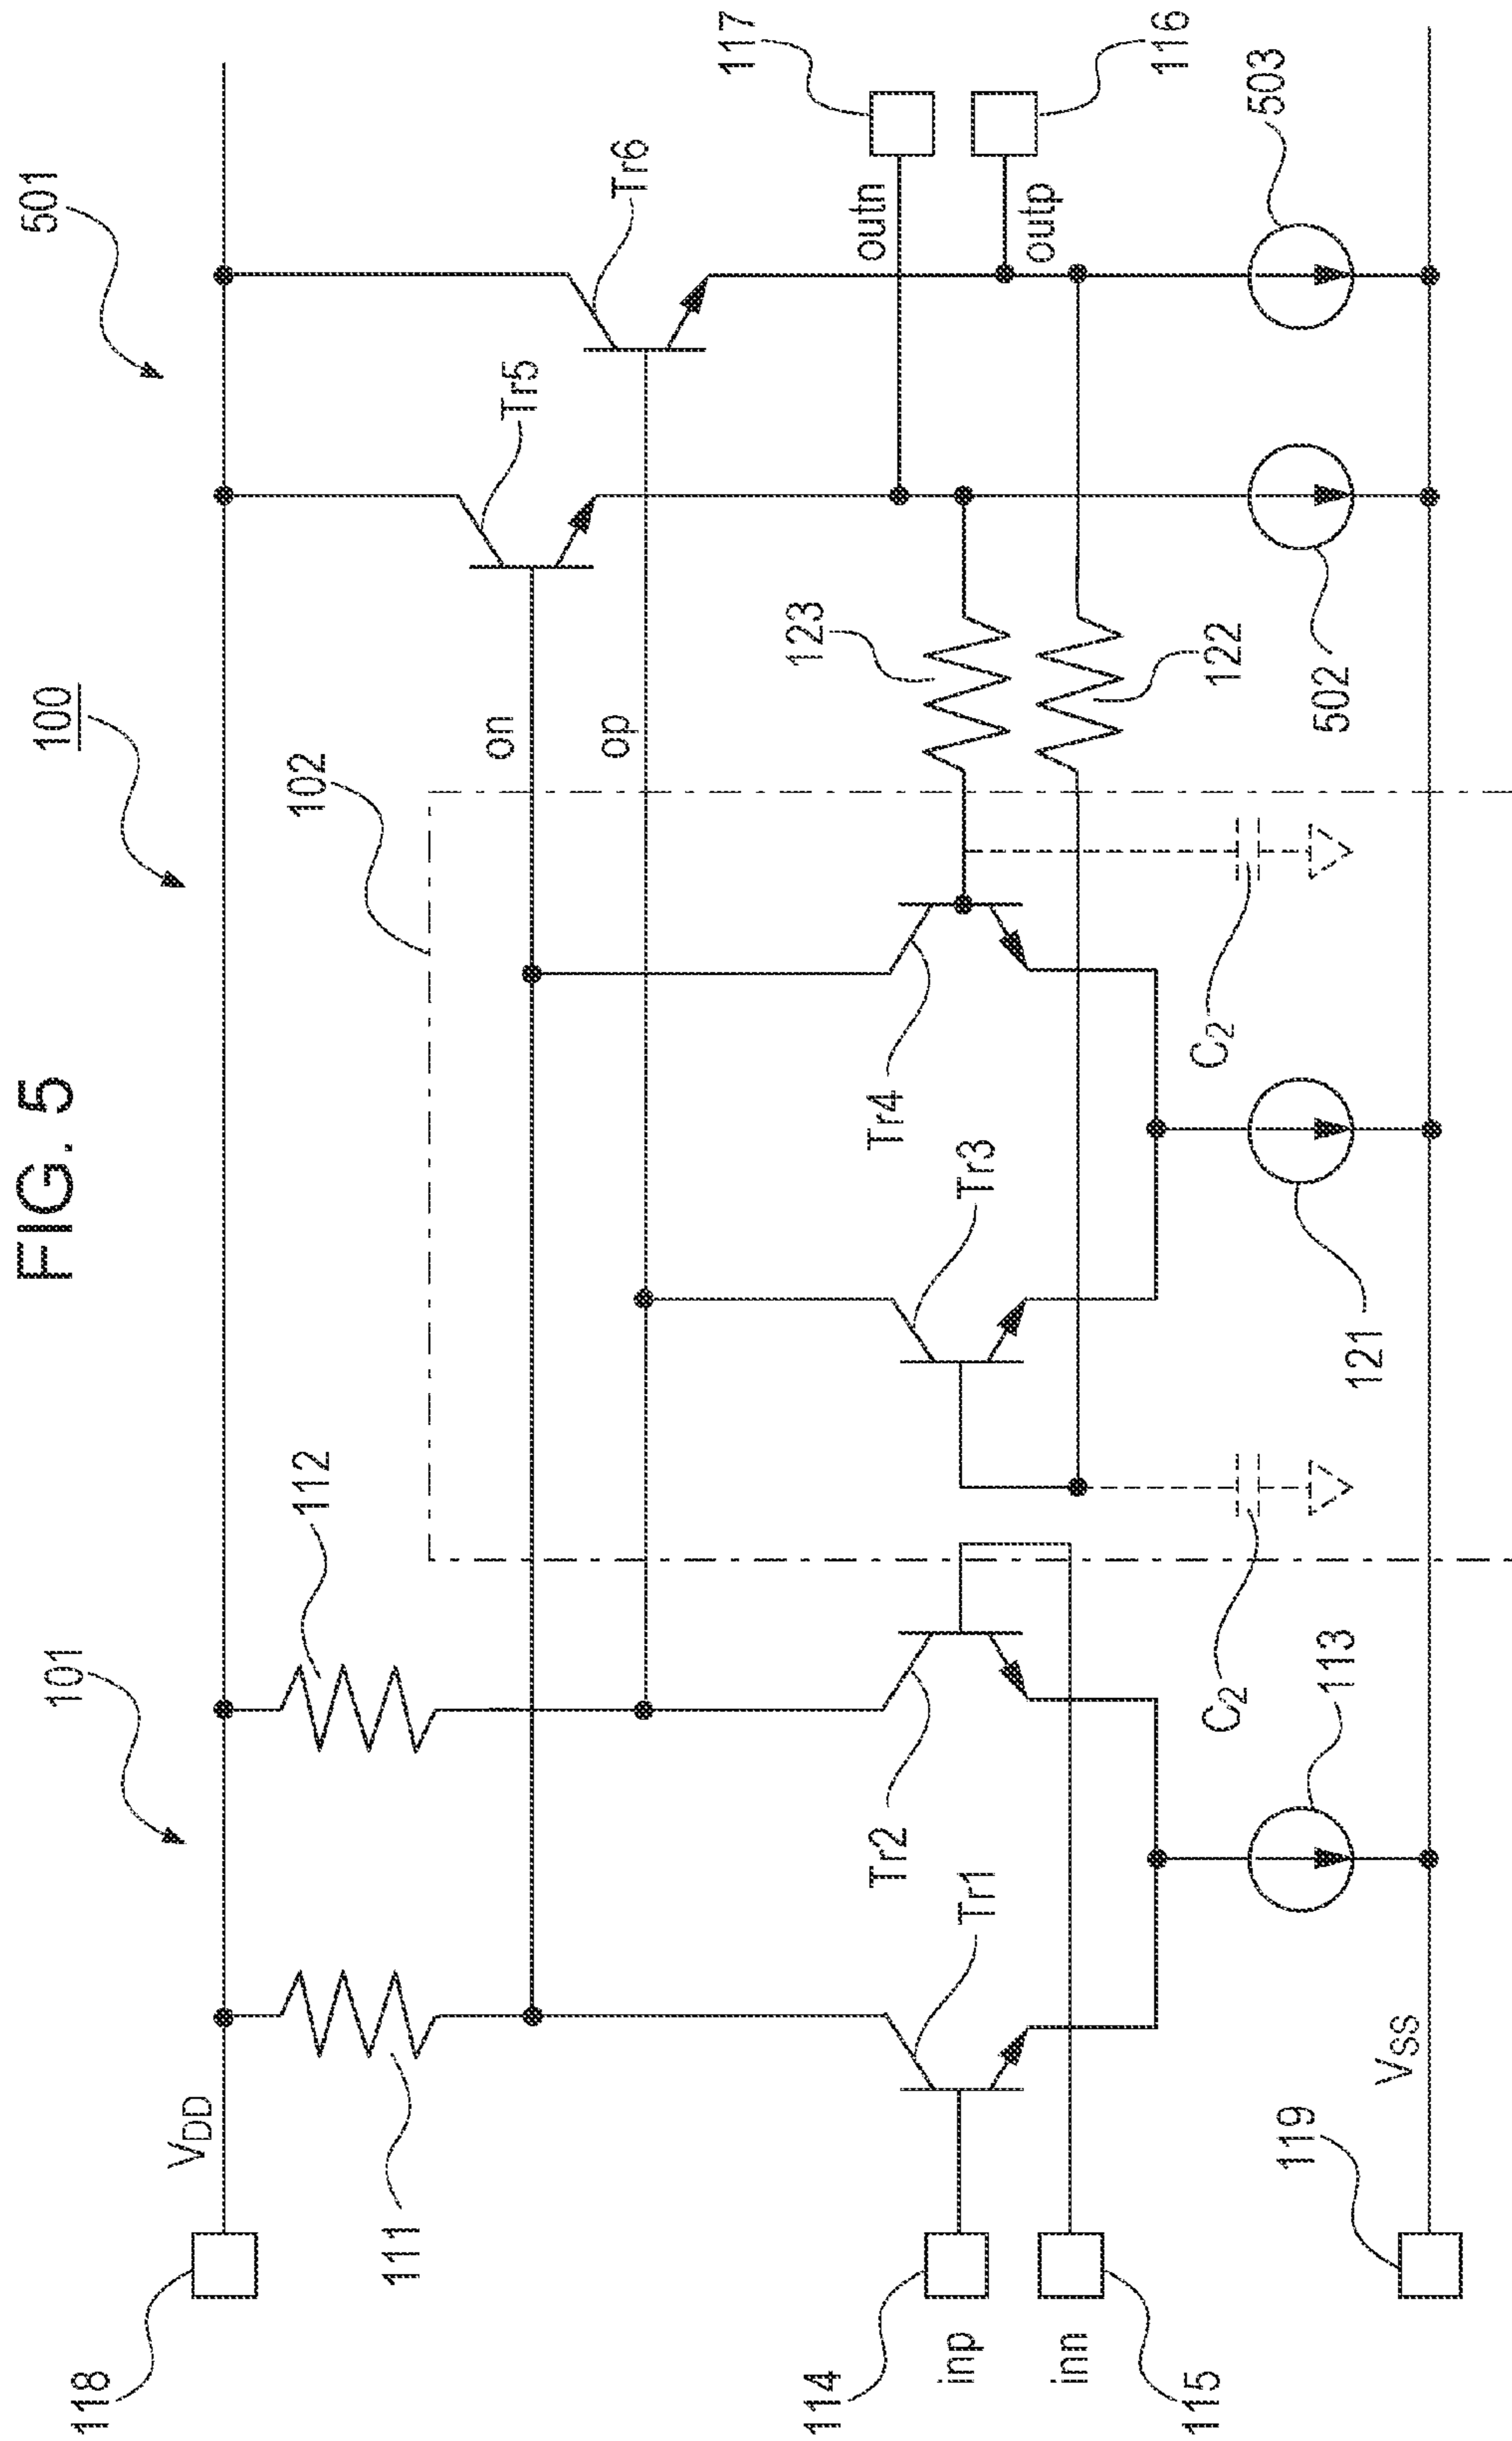 FIG. 5
100
101
501
118
VDD
111
112
102
on
op
Tr5
Tr6
117
116
outn
outp
123
122
Tr1
Tr2
Tr3
Tr4
114
inp
inn
115
C2
C2
113
121
502
503
119
VSS